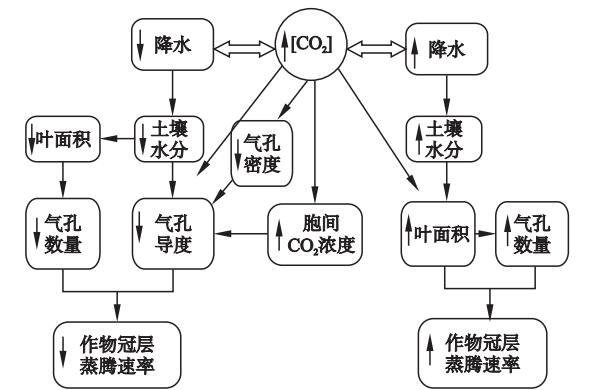 降水
[CO₂]
降水
叶面积
土壤
水分
气孔
密度
土壤
水分
气孔
数量
气孔
导度
胞间
CO₂浓度
叶面积
气孔
数量
作物冠层
蒸腾速率
作物冠层
蒸腾速率